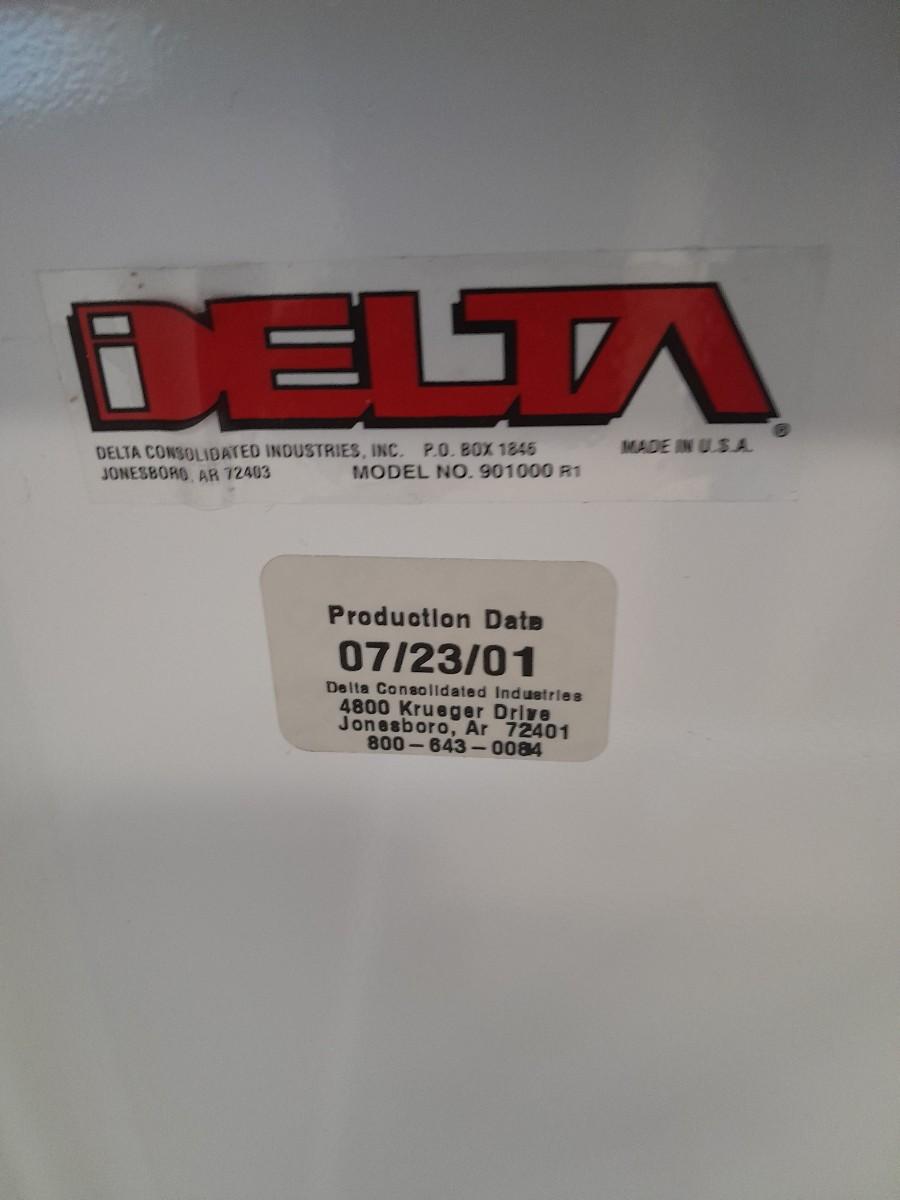 DELTA
®
DELTA CONSOLIDATED INDUSTRIES, INC. P.O. BOX 1846 MADE IN U.S.A.
JONESBORO, AR 72403 MODEL NO. 901000 R1
Production Date
07/23/01
Delta Consolidated Industries
4800 Krueger Drive
Jonesboro, Ar 72401
800-643-0084